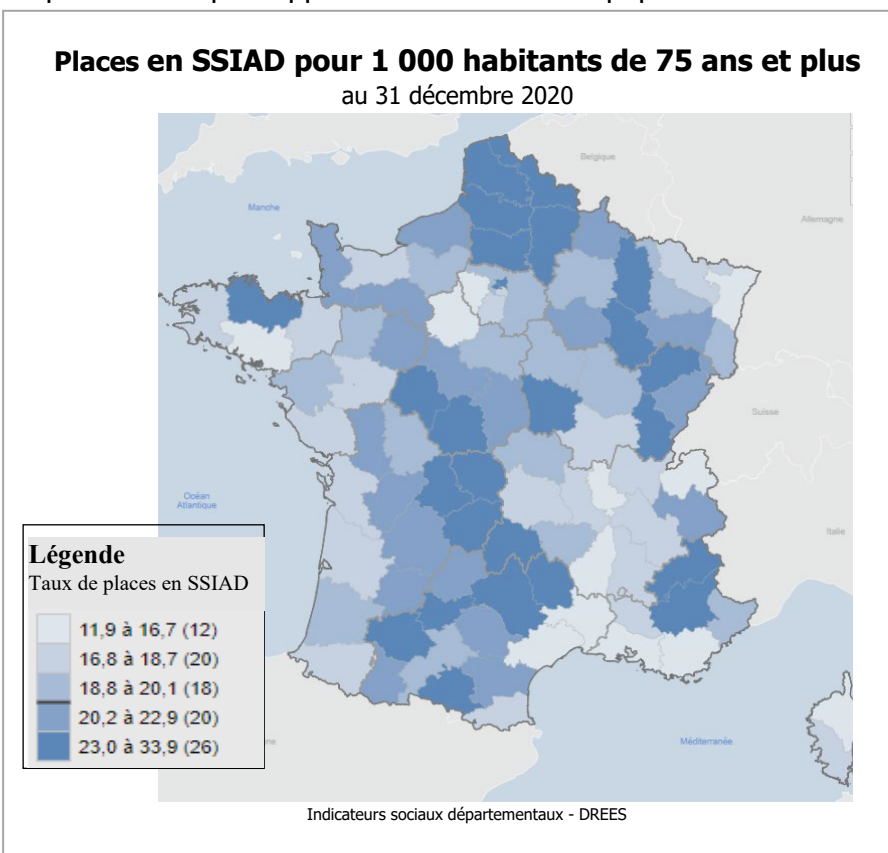 Places en SSIAD pour 1 000 habitants de 75 ans et plus
au 31 décembre 2020
Belgique
Manche
Allemagne
Suisse
Océan
Atlantique
Italie
Légende
Taux de places en SSIAD
11,9 à 16,7 (12)
16,8 à 18,7 (20)
18,8 à 20,1 (18)
20,2 à 22,9 (20)
23,0 à 33,9 (26)
ne
Méditerranée
Indicateurs sociaux départementaux - DREES